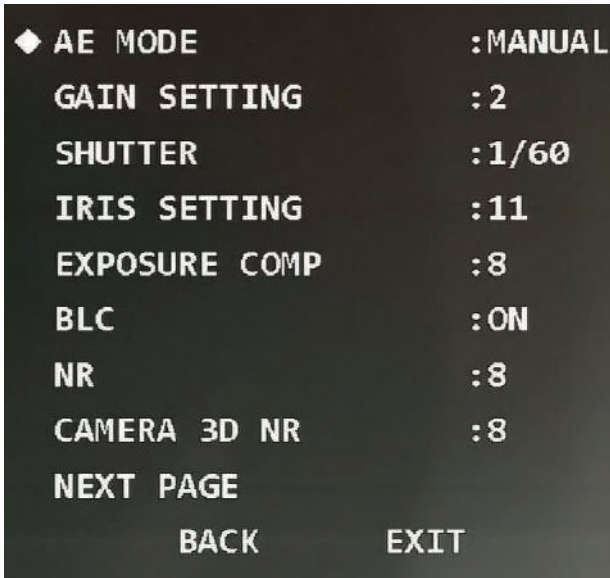 ◆ AE MODE :MANUAL
GAIN SETTING :2
SHUTTER :1/60
IRIS SETTING :11
EXPOSURE COMP :8
BLC :ON
NR :8
CAMERA 3D NR :8
NEXT PAGE
BACK EXIT